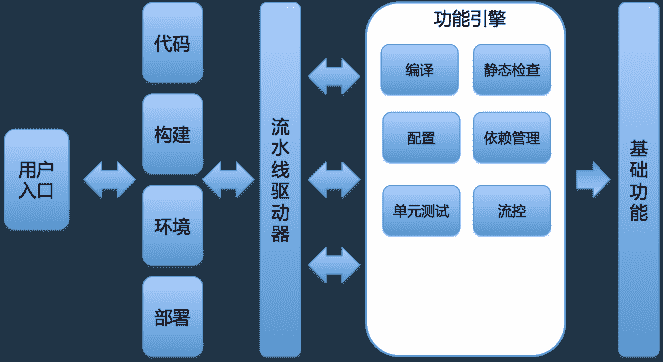 用户
入口
代码
构建
环境
部署
流水线驱动器
功能引擎
编译
静态检查
配置
依赖管理
单元测试
流控
基础功能